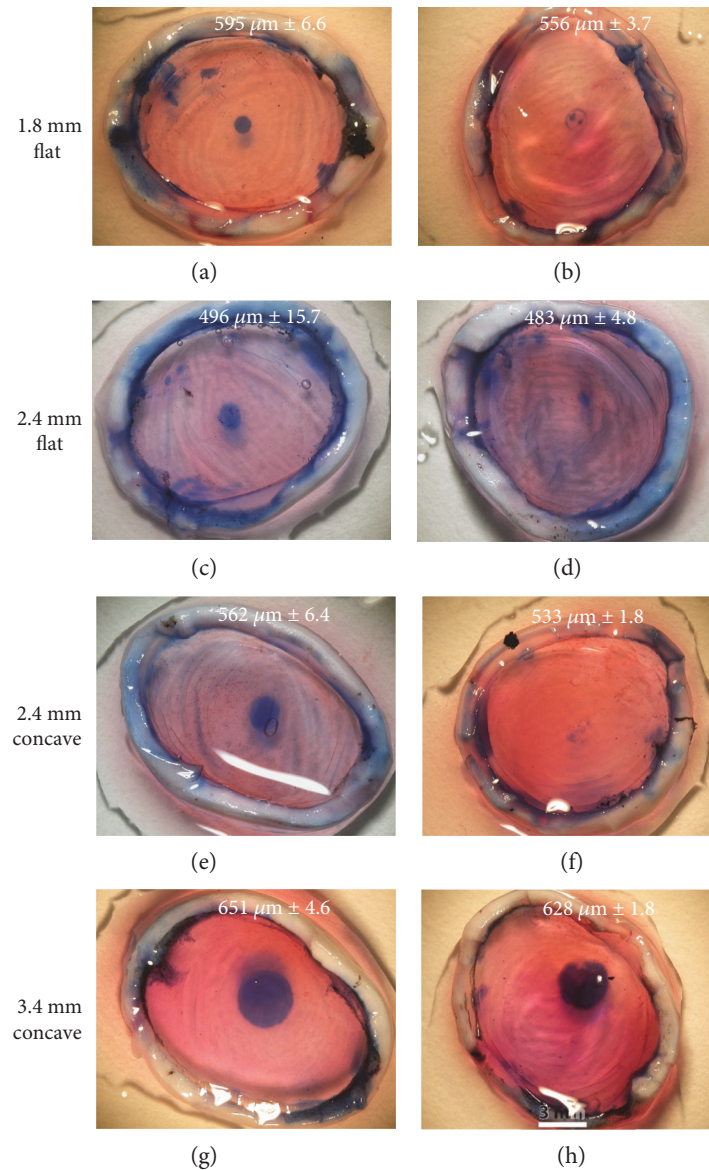 595 μm ± 6.6
556 μm ± 3.7
1.8 mm
flat
(a)
(b)
496 μm ± 15.7
483 μm ± 4.8
2.4 mm
flat
(c)
(d)
562 μm ± 6.4
533 μm ± 1.8
2.4 mm
concave
(e)
(f)
651 μm ± 4.6
628 μm ± 1.8
3.4 mm
concave
3 mm
(g)
(h)